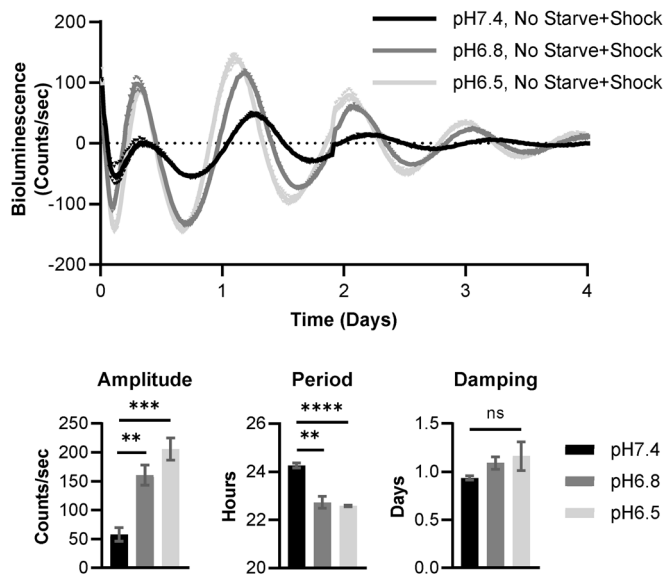 pH7.4, No Starve+Shock
pH6.8, No Starve+Shock
pH6.5, No Starve+Shock
Bioluminescence
(Counts/sec)
200
100
0
-100
-200
0 1 2 3 4
Time (Days)
Amplitude
Counts/sec
250
200
150
100
50
0
***
**
Period
Hours
26
24
22
20
****
**
Damping
Days
1.5
1.0
0.5
0.0
ns
pH7.4
pH6.8
pH6.5